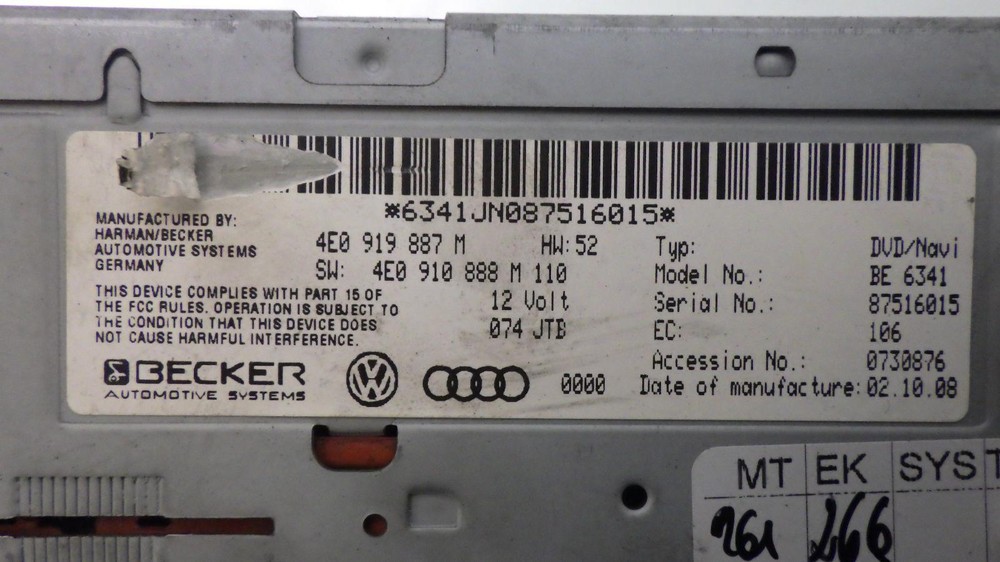 *6341JN087516015*
MANUFACTURED BY:
HARMAN/BECKER
AUTOMOTIVE SYSTEMS
GERMANY
THIS DEVICE COMPLIES WITH PART 15 OF
THE FCC RULES. OPERATION IS SUBJECT TO
THE CONDITION THAT THIS DEVICE DOES
NOT CAUSE HARMFUL INTERFERENCE.
BECKER
AUTOMOTIVE SYSTEMS
4E0 919 887 M HW: 52
SW: 4E0 910 888 M 110
12 Volt
074 JTB
0000
Typ: DVD/Navi
Model No.: BE 6341
Serial No.: 87516015
EC: 106
Accession No.: 0730876
Date of manufacture: 02.10.08
MT EK SYS T
261 266